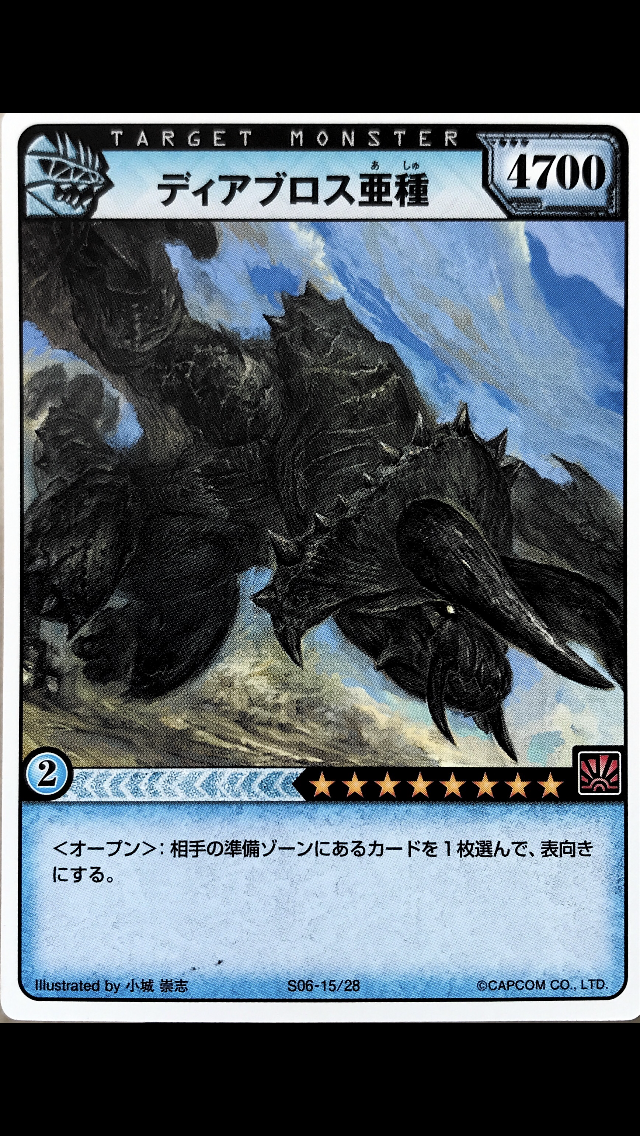 TARGET MONSTER
あ しゅ
ディアブロス亜種
4700
2
<オープン>：相手の準備ゾーンにあるカードを1枚選んで、表向き
にする。
Illustrated by 小城 崇志 S06-15/28 ©CAPCOM CO., LTD.